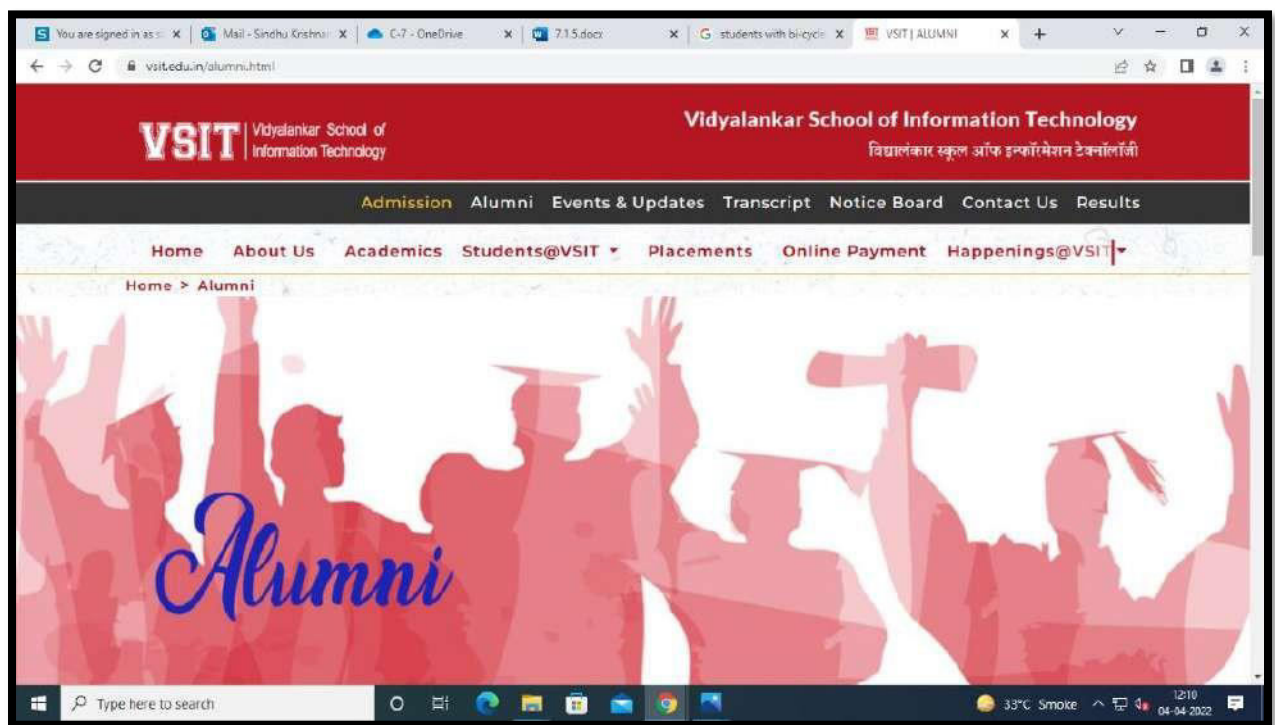 You are signed in as s
Mail - Sindhu Krishna
C-7 - OneDrive
7.1.5.docx
students with bi-cycle
VSIT | ALUMNI
vsit.edu.in/alumni.html
VSIT
Vidyalankar School of
Information Technology
Vidyalankar School of Information Technology
विद्यालंकार स्कूल ऑफ इन्फॉरमेशन टेक्नॉलॉजी
Admission Alumni Events & Updates Transcript Notice Board Contact Us Results
Home About Us Academics Students@VSIT Placements Online Payment Happenings@VSIT
Home > Alumni
Alumni
Type here to search
33°C Smoke
12:10
04-04-2022